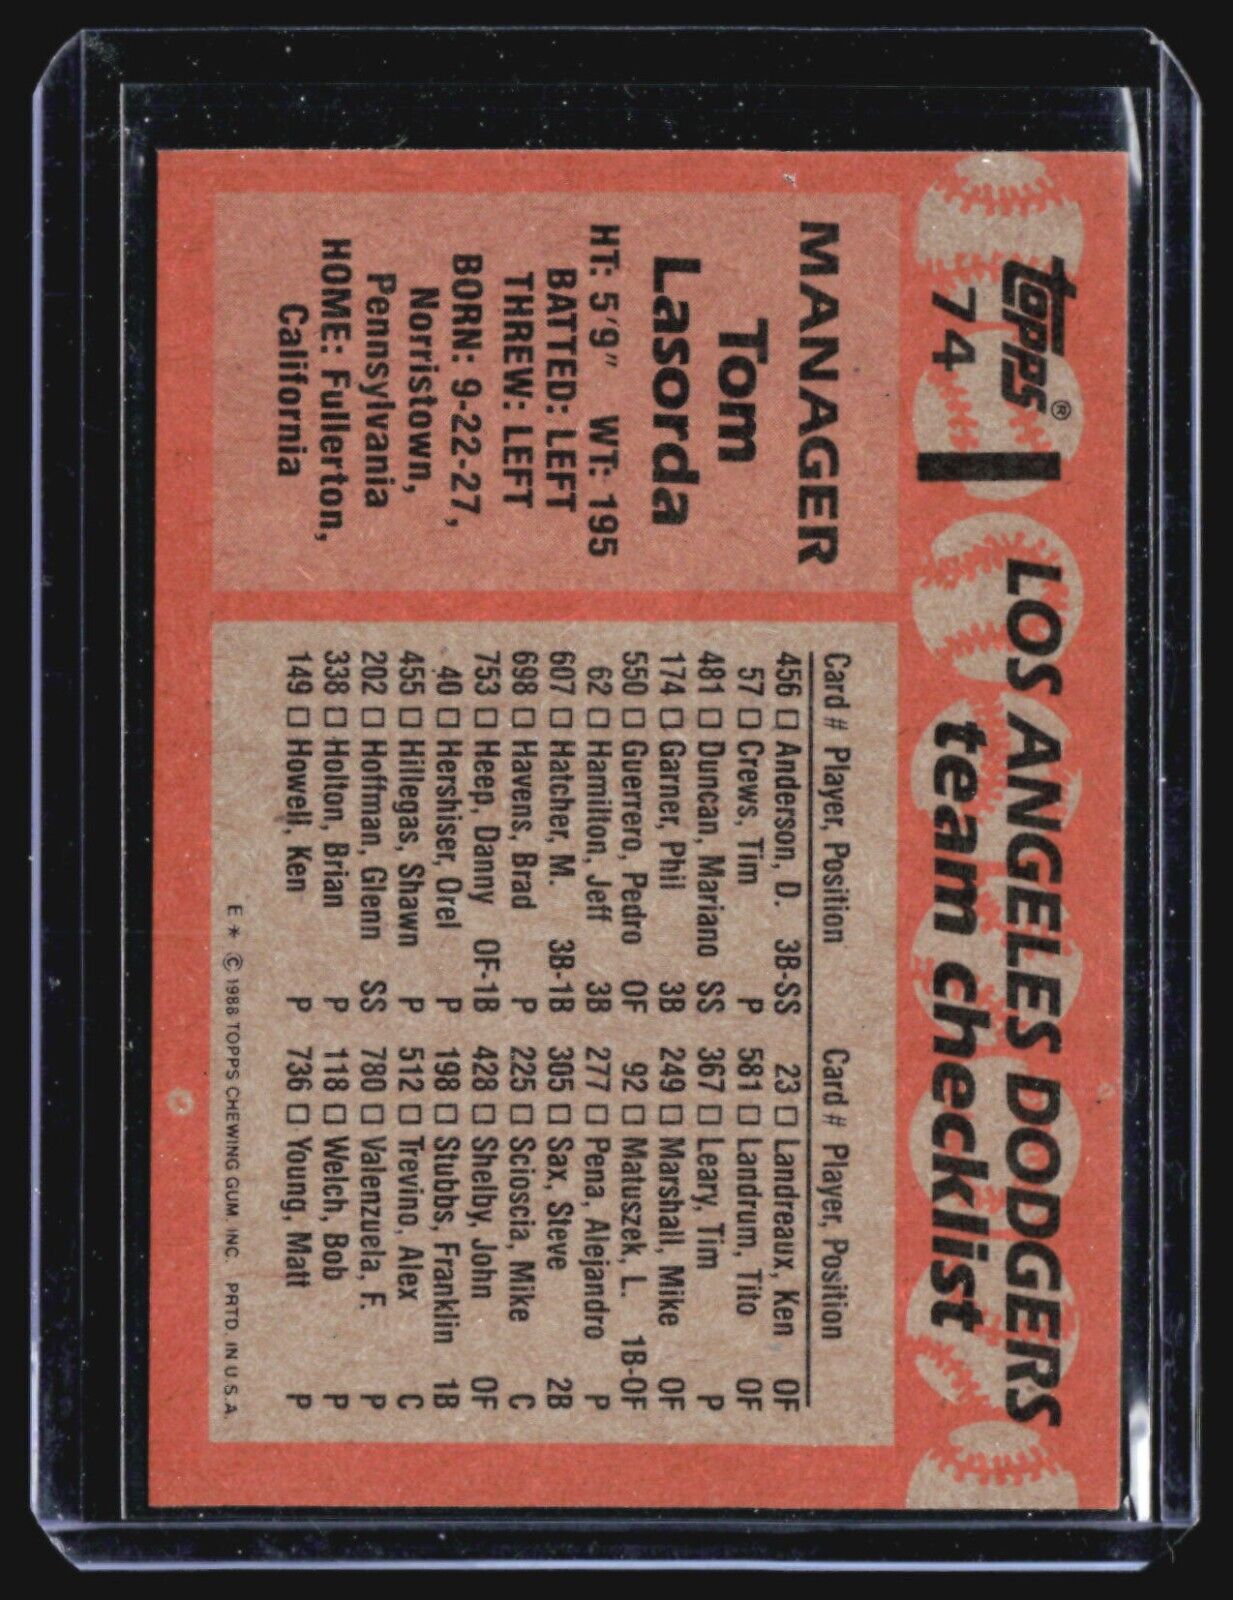 Topps®
74
LOS ANGELES DODGERS
team checklist
MANAGER
Tom
Lasorda
HT: 5'9" WT: 195
BATTED: LEFT
THREW: LEFT
BORN: 9-22-27,
Norristown,
Pennsylvania
HOME: Fullerton,
California
Card # Player, Position
456 □ Anderson, D. 3B-SS
57 □ Crews, Tim P
481 □ Duncan, Mariano SS
174 □ Garner, Phil 3B
550 □ Guerrero, Pedro OF
62 □ Hamilton, Jeff 3B
607 □ Hatcher, M. 3B-1B
698 □ Havens, Brad P
753 □ Heep, Danny OF-1B
40 □ Hershiser, Orel P
455 □ Hillegas, Shawn P
202 □ Hoffman, Glenn SS
338 □ Holton, Brian P
149 □ Howell, Ken P
Card # Player, Position
23 □ Landreaux, Ken OF
581 □ Landrum, Tito OF
367 □ Leary, Tim P
249 □ Marshall, Mike OF
92 □ Matuszek, L. 1B-OF
277 □ Pena, Alejandro P
305 □ Sax, Steve 2B
225 □ Scioscia, Mike C
428 □ Shelby, John OF
198 □ Stubbs, Franklin 1B
512 □ Trevino, Alex C
780 □ Valenzuela, F. P
118 □ Welch, Bob P
736 □ Young, Matt P
E * © 1988 TOPPS CHEWING GUM, INC. PRTD. IN U.S.A.